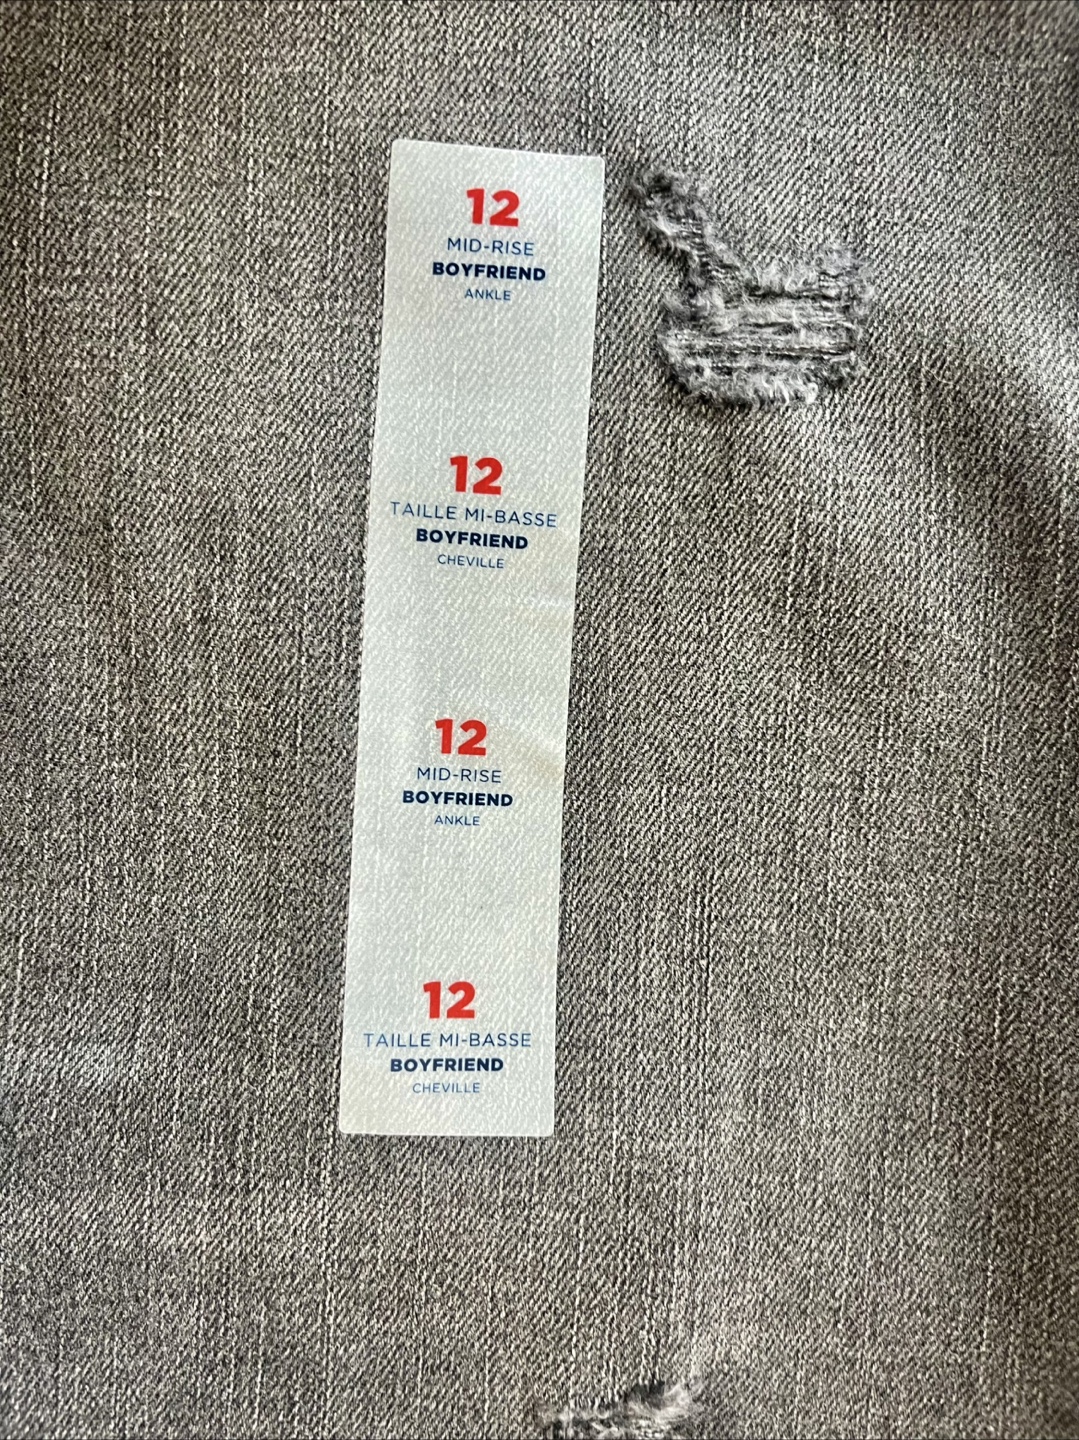 12
MID-RISE
BOYFRIEND
ANKLE
12
TAILLE MI-BASSE
BOYFRIEND
CHEVILLE
12
MID-RISE
BOYFRIEND
ANKLE
12
TAILLE MI-BASSE
BOYFRIEND
CHEVILLE